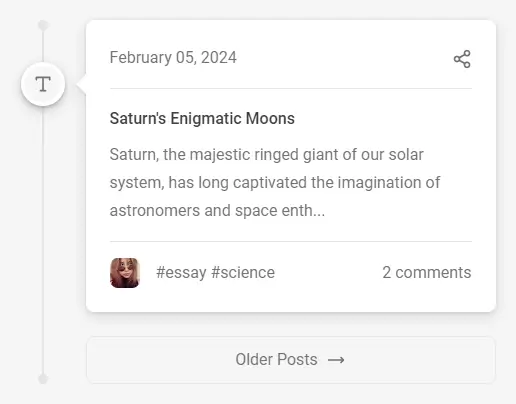 February 05, 2024
T
Saturn's Enigmatic Moons
Saturn, the majestic ringed giant of our solar
system, has long captivated the imagination of
astronomers and space enth...
#essay #science 2 comments
Older Posts →